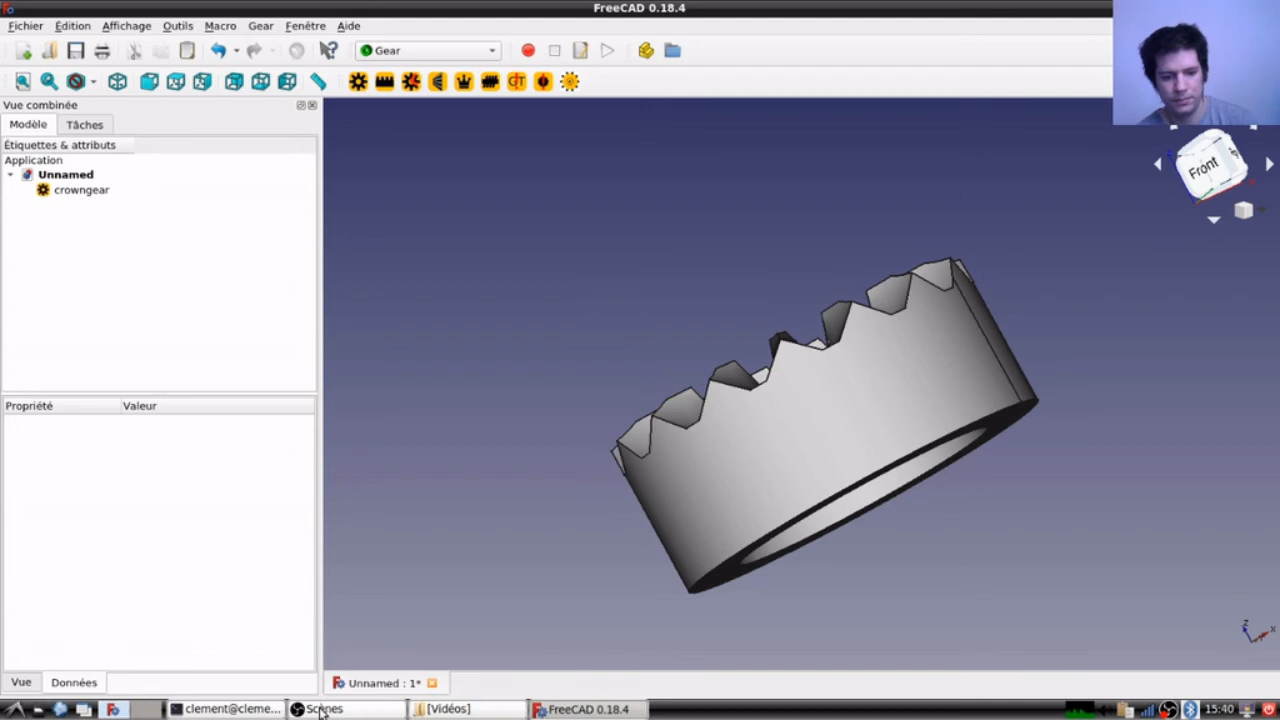 FreeCAD 0.18.4
Fichier Édition Affichage Outils Macro Gear Fenêtre Aide
Gear
Vue combinée
Modèle Tâches
Étiquettes & attributs
Application
Unnamed
crowngear
Propriété Valeur
Front
Z
X
Vue Données
Unnamed : 1*
clement@cleme... Scènes [Vidéos] FreeCAD 0.18.4 15:40